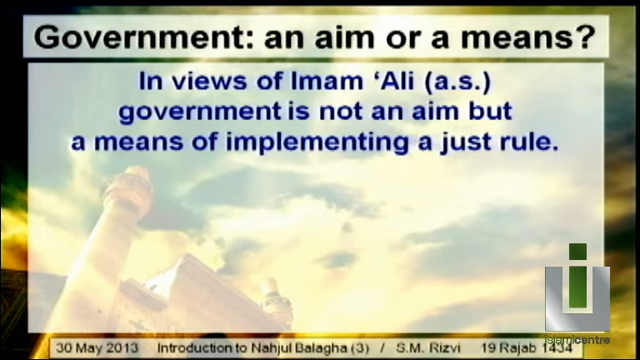 Government: an aim or a means?
In views of Imam ‘Ali (a.s.)
government is not an aim but
a means of implementing a just rule.
30 May 2013 Introduction to Nahjul Balagha (3) / S.M. Rizvi 19 Rajab 1434
islamicentre